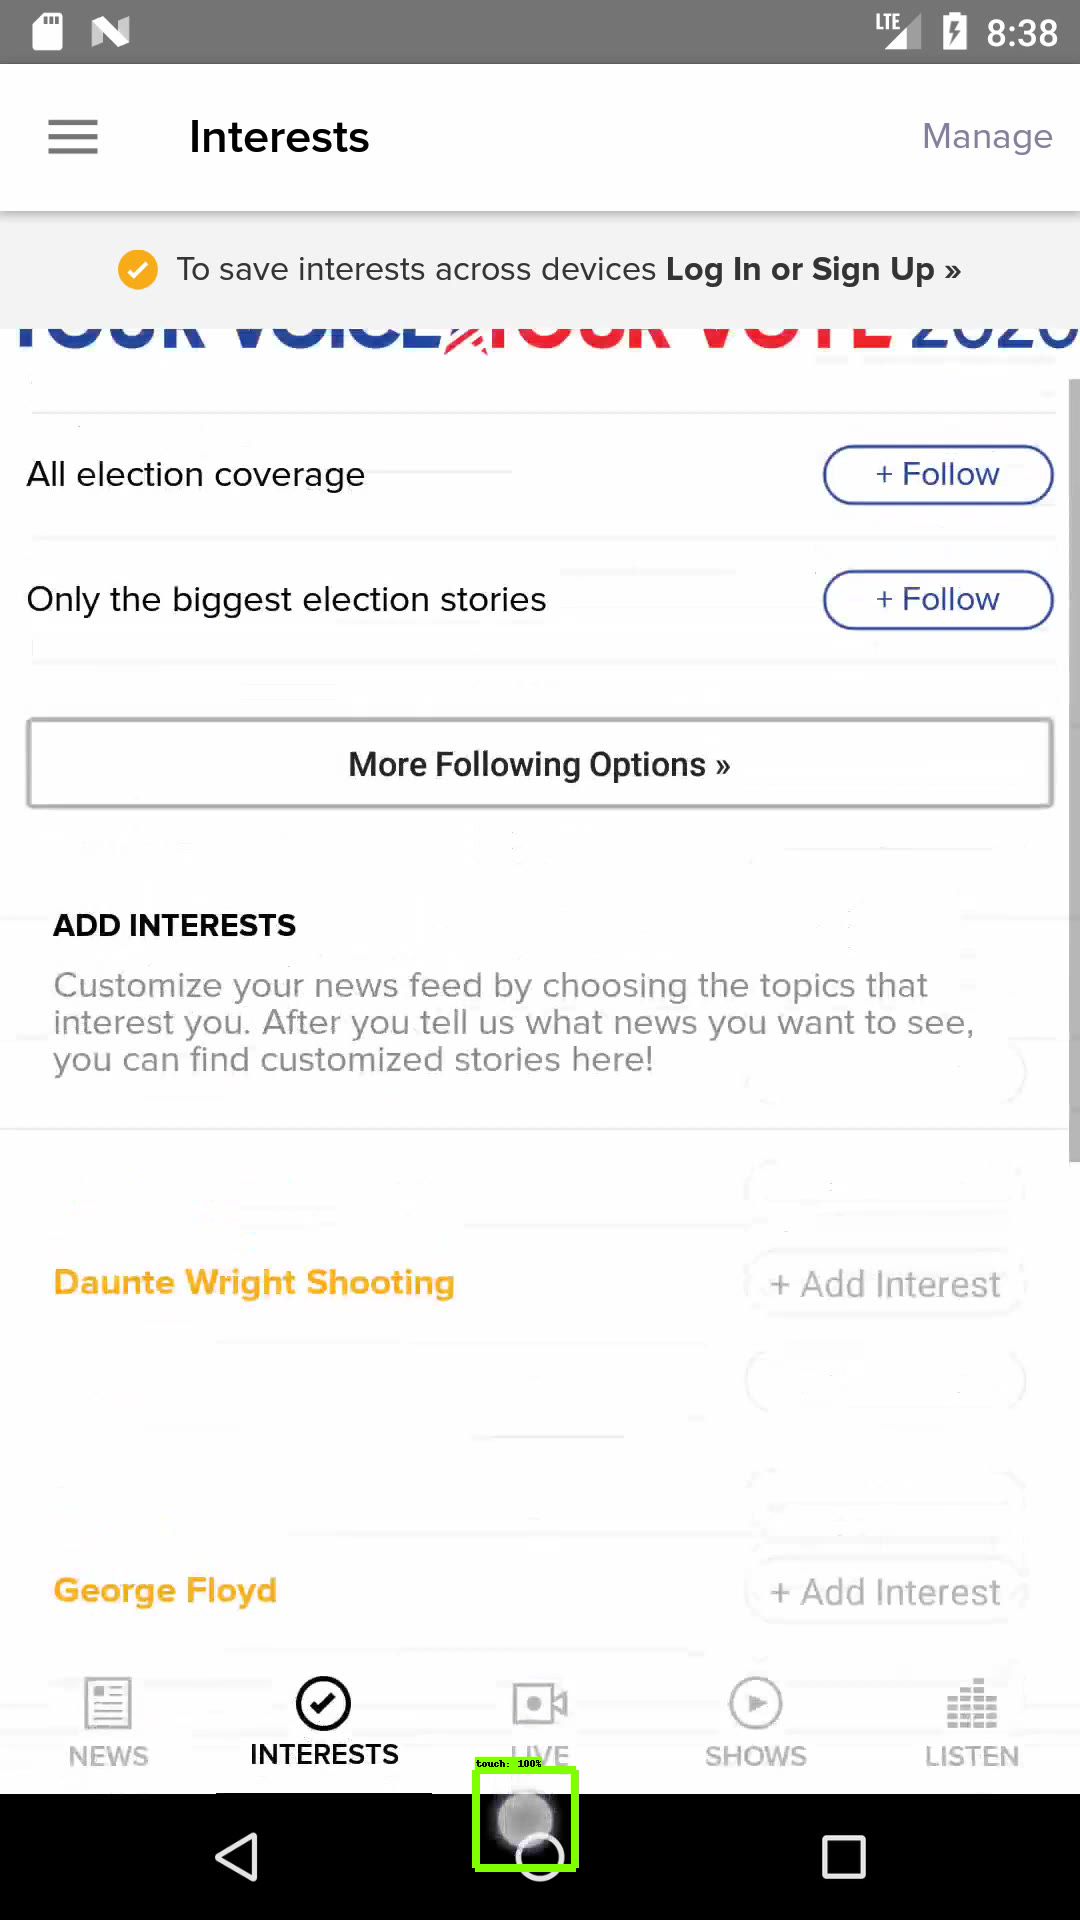 LTE 8:38
Interests
Manage
To save interests across devices Log In or Sign Up »
YOUR VOICE YOUR VOTE 2020
All election coverage
+ Follow
Only the biggest election stories
+ Follow
More Following Options »
ADD INTERESTS
Customize your news feed by choosing the topics that
interest you. After you tell us what news you want to see,
you can find customized stories here!
Daunte Wright Shooting
+ Add Interest
George Floyd
+ Add Interest
NEWS
INTERESTS
LIVE
SHOWS
LISTEN
touch: 100%